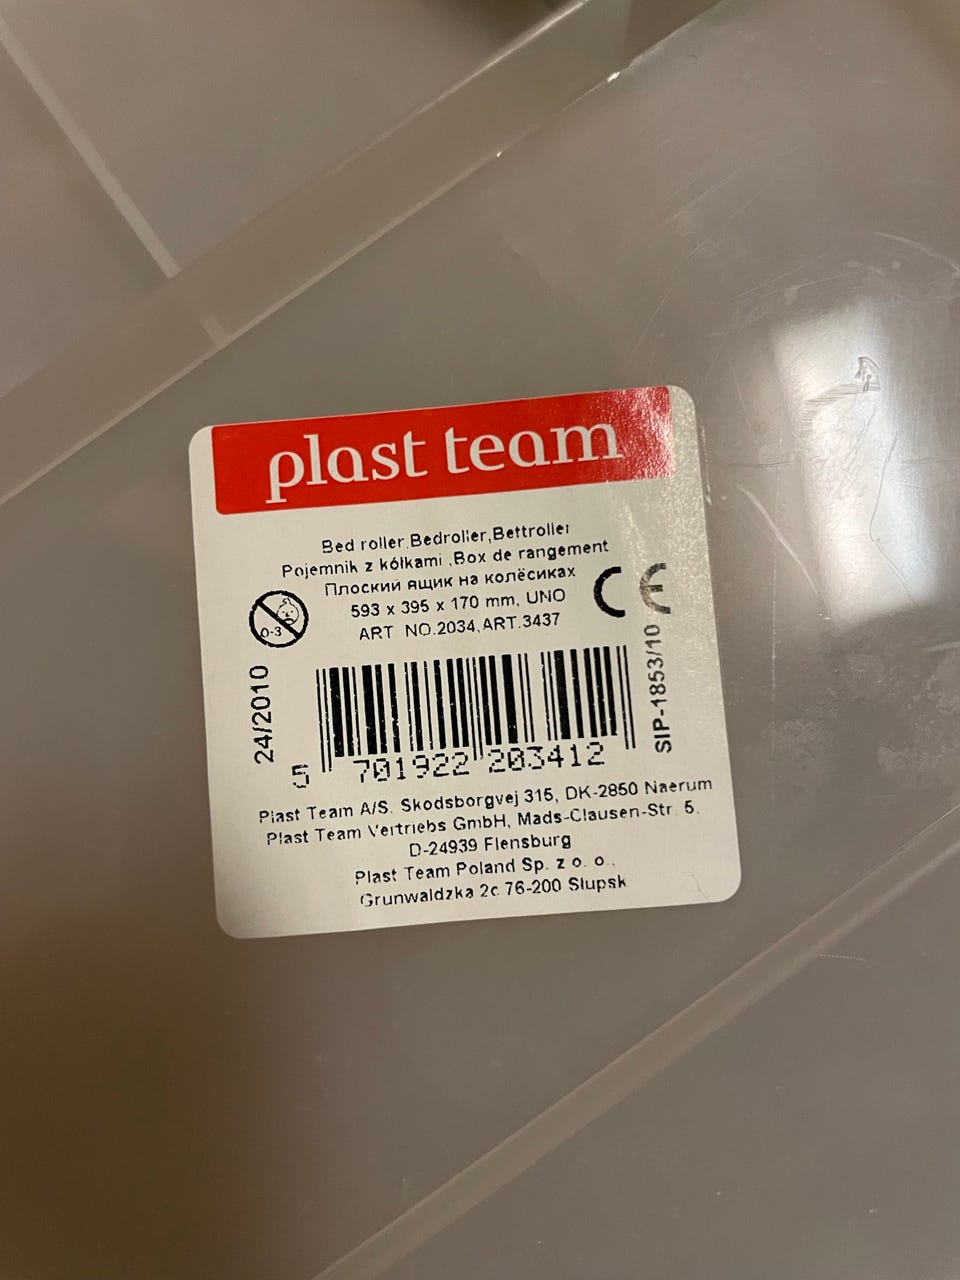 plast team
Bed roller,Bedroller,Bettroller
Pojemnik z kółkami ,Box de rangement
Плоский ящик на колёсиках
593 x 395 x 170 mm, UNO
ART NO.2034,ART.3437
0-3
CE
24/2010
SIP-1853/10
5 701922 203412
Plast Team A/S, Skodsborgvej 315, DK-2850 Naerum
Plast Team Vertriebs GmbH, Mads-Clausen-Str. 5,
D-24939 Flensburg
Plast Team Poland Sp. z o. o.,
Grunwaldzka 2c 76-200 Słupsk